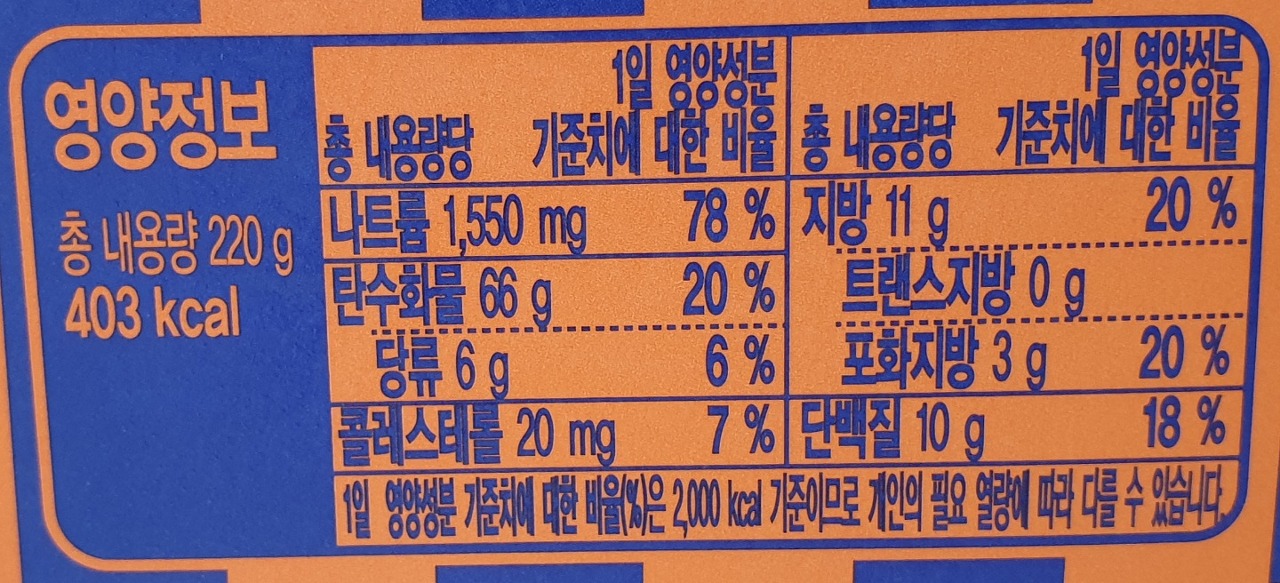 영양정보
총 내용량 220 g
403 kcal
총 내용량당 1일 영양성분 기준치에 대한 비율
나트륨 1,550 mg 78 %
탄수화물 66 g 20 %
당류 6 g 6 %
콜레스테롤 20 mg 7 %
총 내용량당 1일 영양성분 기준치에 대한 비율
지방 11 g 20 %
트랜스지방 0 g
포화지방 3 g 20 %
단백질 10 g 18 %
1일 영양성분 기준치에 대한 비율(%)은 2,000 kcal 기준이므로 개인의 필요 열량에 따라 다를 수 있습니다.